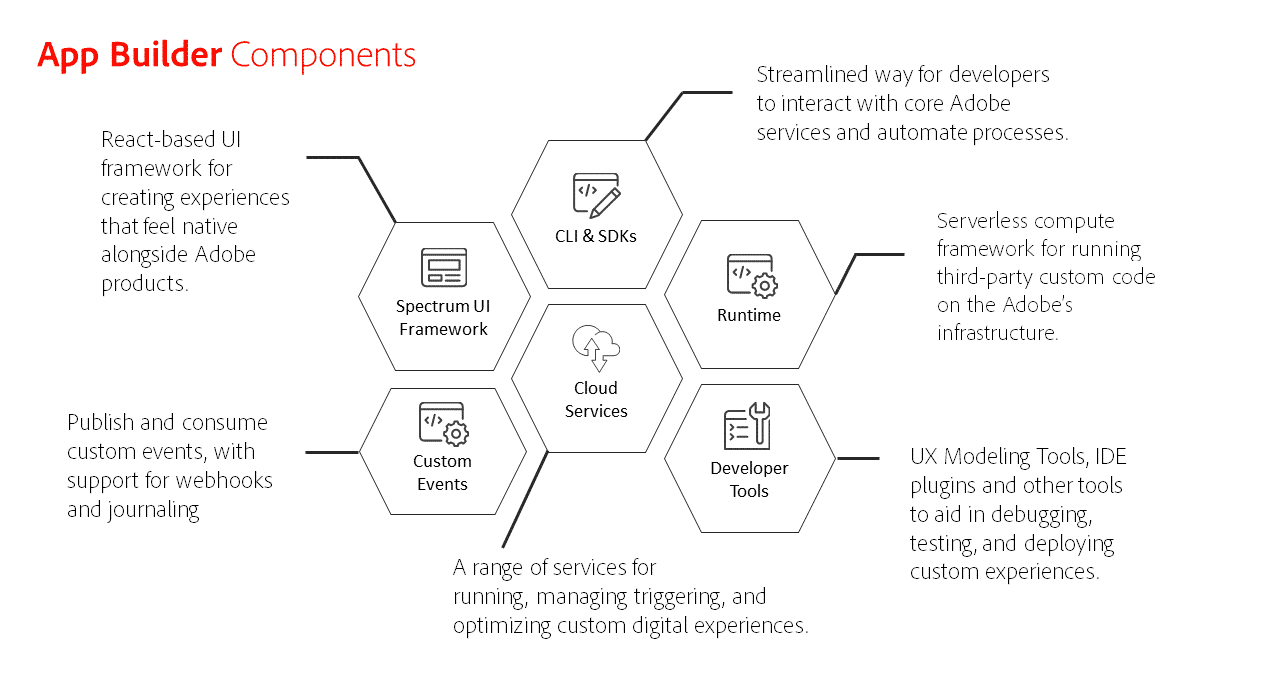 App Builder Components
Streamlined way for developers
to interact with core Adobe
services and automate processes.
React-based UI
framework for
creating experiences
that feel native
alongside Adobe
products.
CLI & SDKs
Serverless compute
framework for running
third-party custom code
on the Adobe's
infrastructure.
Spectrum UI
Framework
Runtime
Cloud
Services
Publish and consume
custom events, with
support for webhooks
and journaling
Custom
Events
Developer
Tools
UX Modeling Tools, IDE
plugins and other tools
to aid in debugging,
testing, and deploying
custom experiences.
A range of services for
running, managing triggering, and
optimizing custom digital experiences.